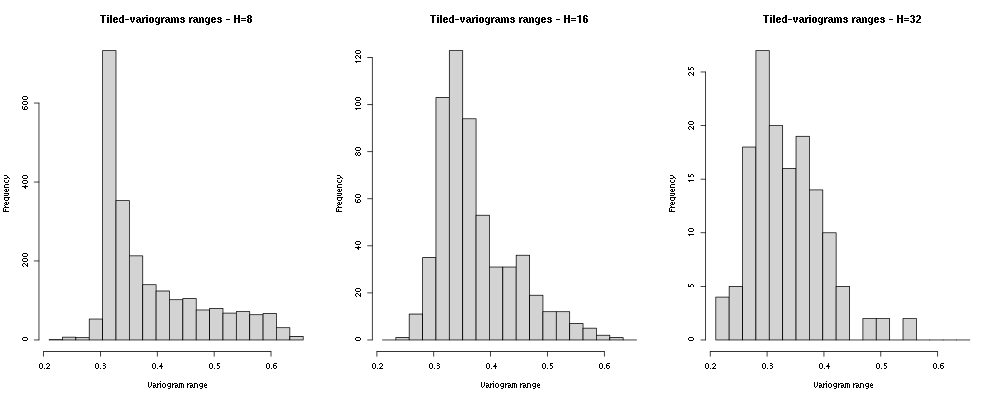 Tiled-variograms ranges - H=8
Frequency
0
200
400
600
0.2 0.3 0.4 0.5 0.6
Variogram range
Tiled-variograms ranges - H=16
Frequency
0
20
40
60
80
100
120
0.2 0.3 0.4 0.5 0.6
Variogram range
Tiled-variograms ranges - H=32
Frequency
0
5
10
15
20
25
0.2 0.3 0.4 0.5 0.6
Variogram range